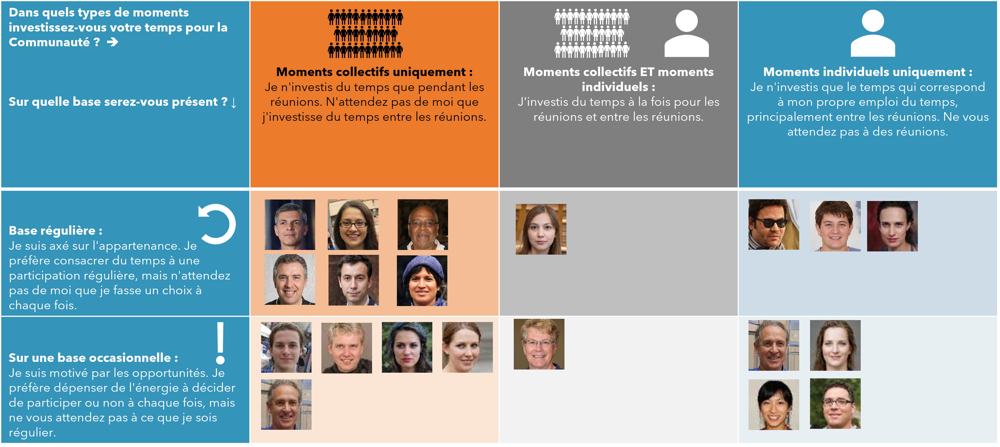 Dans quels types de moments
investissez-vous votre temps pour la
Communauté ? ➔
Sur quelle base serez-vous présent ? ↓
Moments collectifs uniquement :
Je n'investis du temps que pendant les
réunions. N'attendez pas de moi que
j'investisse du temps entre les réunions.
Moments collectifs ET moments
individuels :
J'investis du temps à la fois pour les
réunions et entre les réunions.
Moments individuels uniquement :
Je n'investis que le temps qui correspond
à mon propre emploi du temps,
principalement entre les réunions. Ne vous
attendez pas à des réunions.
Base régulière :
Je suis axé sur l'appartenance. Je
préfère consacrer du temps à une
participation régulière, mais n'attendez
pas de moi que je fasse un choix à
chaque fois.
!
Sur une base occasionnelle :
Je suis motivé par les opportunités. Je
préfère dépenser de l'énergie à décider
de participer ou non à chaque fois, mais
ne vous attendez pas à ce que je sois
régulier.